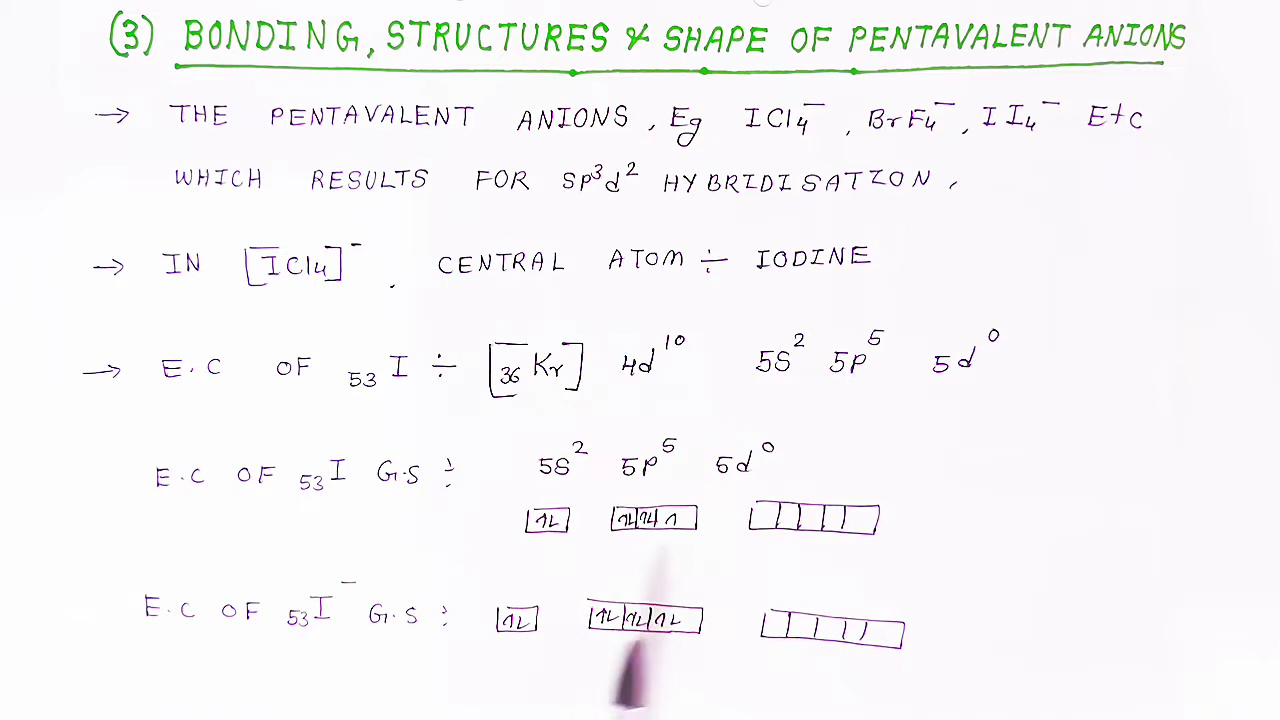 (3) BONDING, STRUCTURES & SHAPE OF PENTAVALENT ANIONS
→ THE PENTAVALENT ANIONS, Eg ICl₄⁻, BrF₄⁻, II₄⁻ Etc
WHICH RESULTS FOR SP³d² HYBRIDISATION,
→ IN [ICl₄]⁻, CENTRAL ATOM ÷ IODINE
→ E.C OF ₅₃I ÷ [₃₆Kr] 4d¹⁰ 5S² 5P⁵ 5d⁰
E.C OF ₅₃I G.S ÷ 5S² 5P⁵ 5d⁰
↿⇂ ↿⇂ ↿⇂ ↿
E.C OF ₅₃I⁻ G.S : ↿⇂ ↿⇂ ↿⇂ ↿⇂